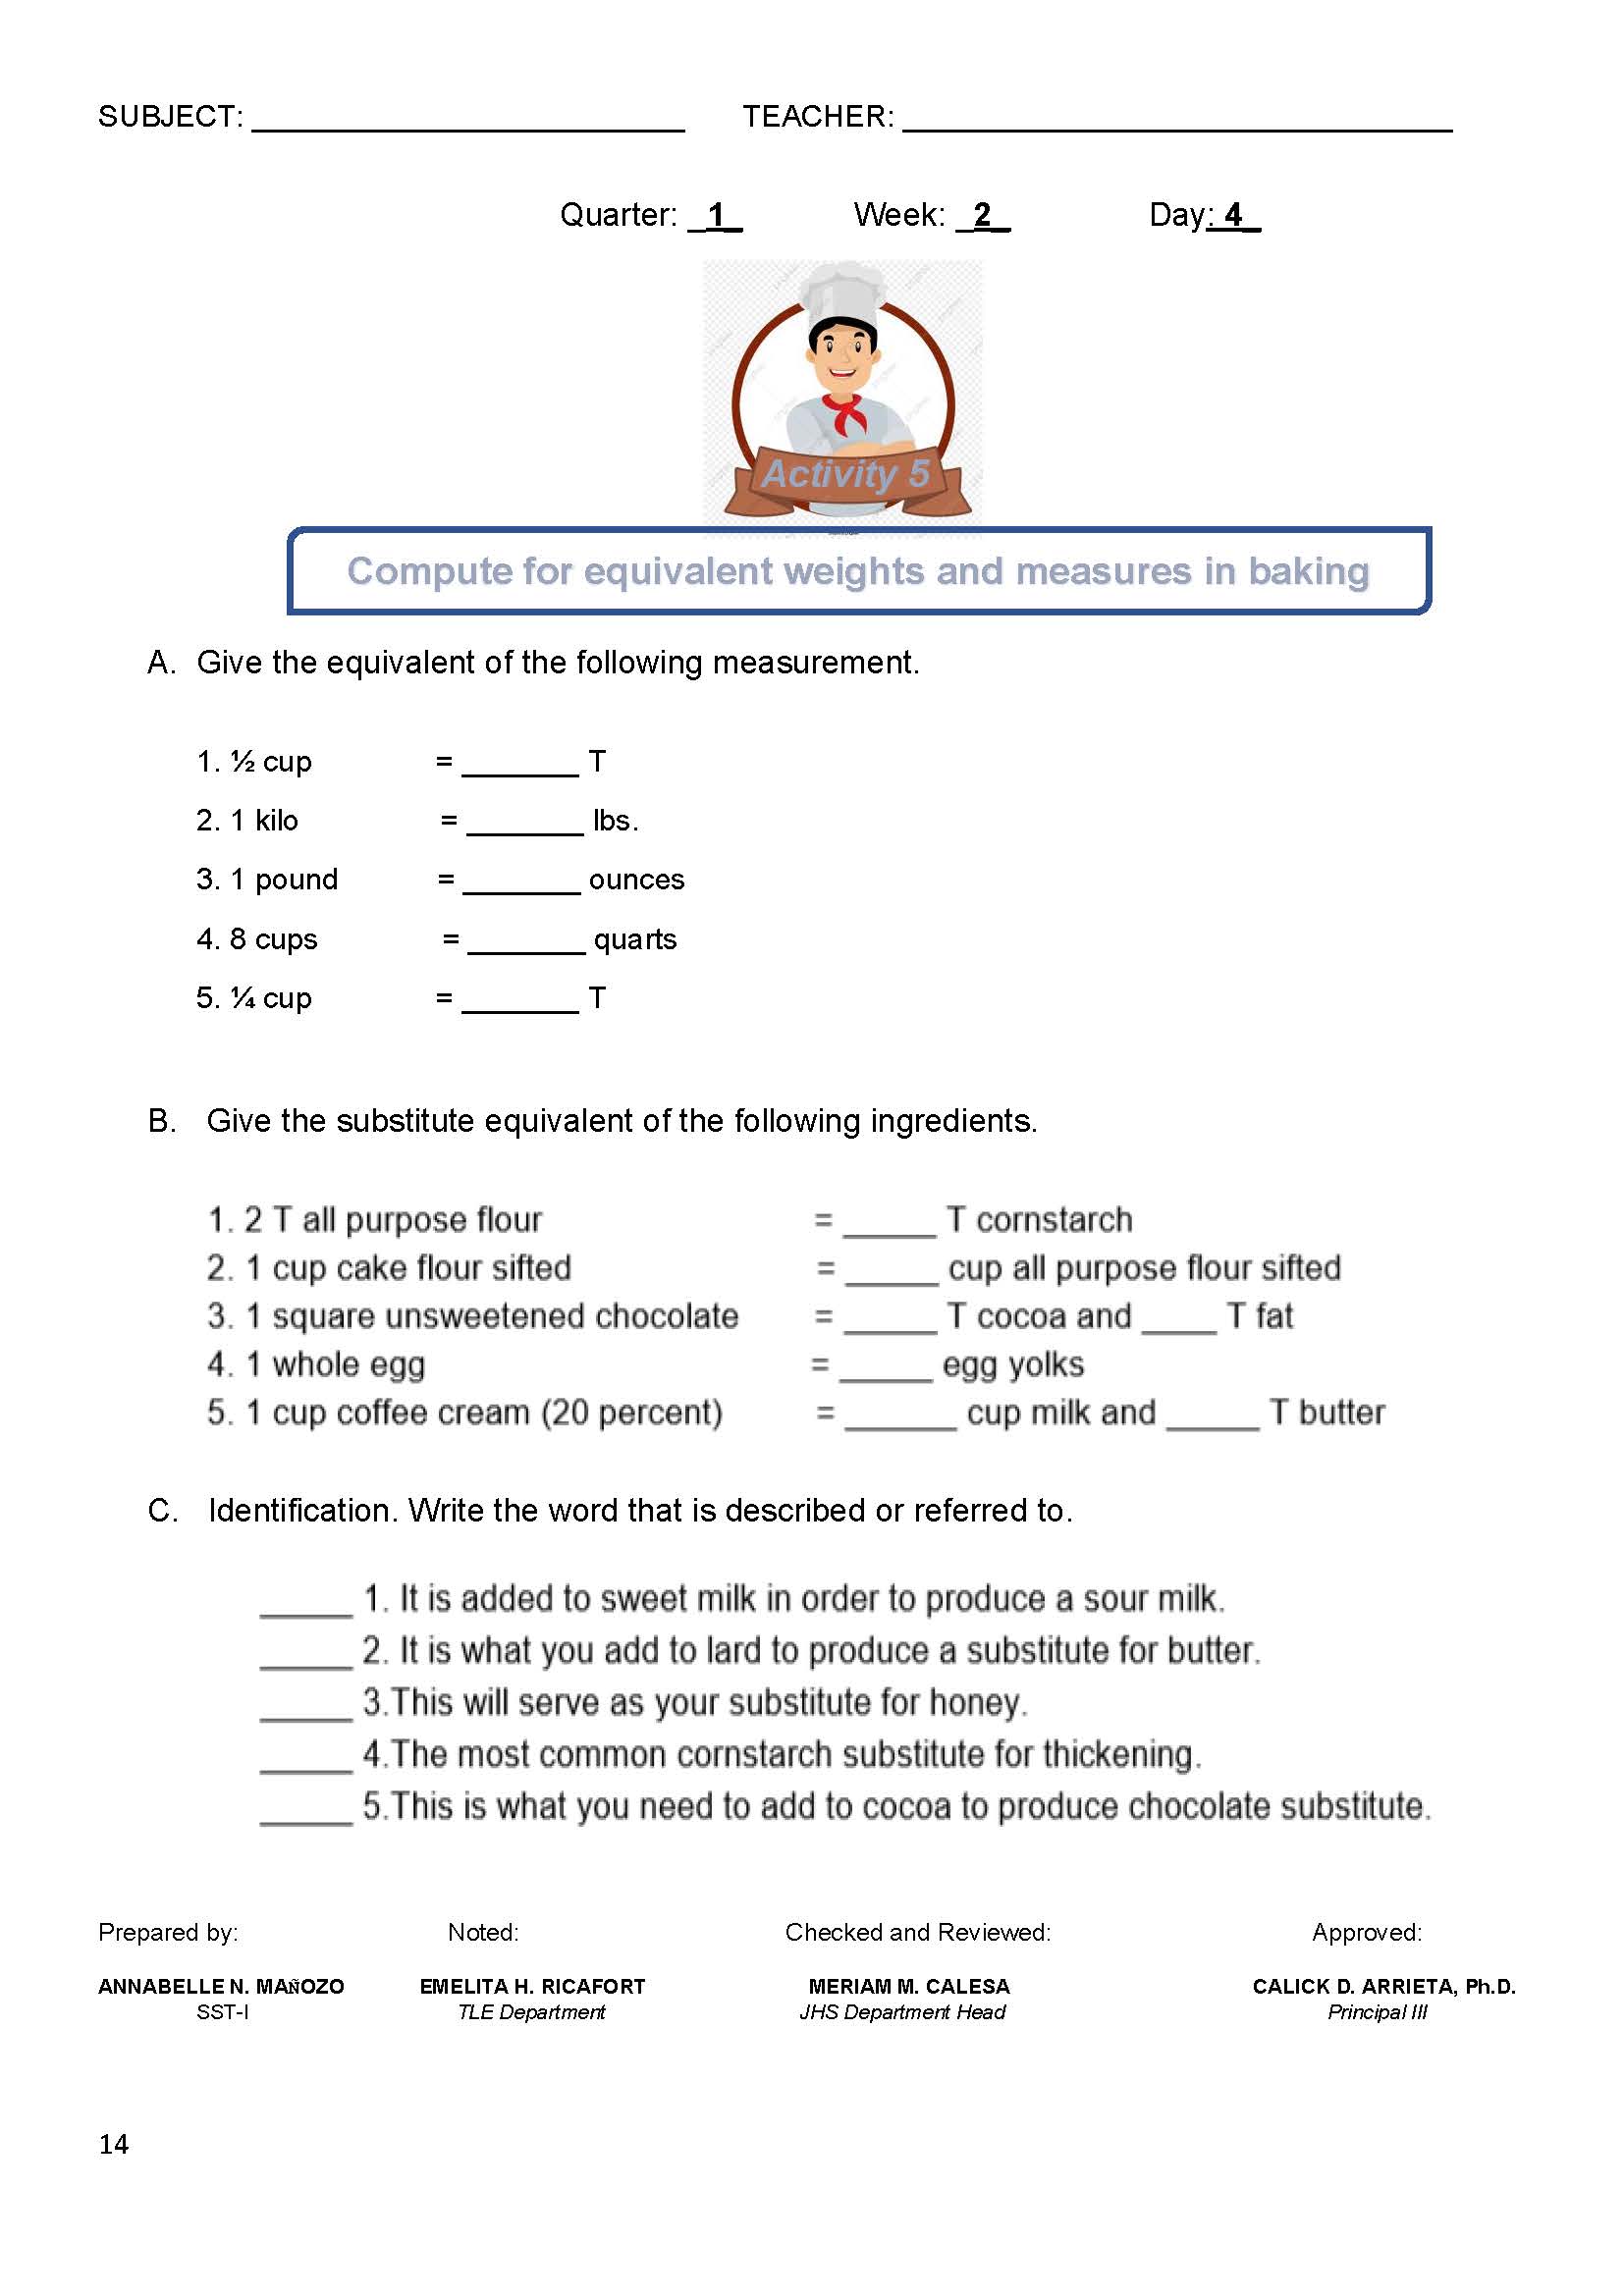 SUBJECT: __________________________ TEACHER: _________________________________
Quarter: _1_ Week: _2_ Day: 4_
Activity 5
Compute for equivalent weights and measures in baking
A. Give the equivalent of the following measurement.
1. ½ cup = _______ T
2. 1 kilo = _______ lbs.
3. 1 pound = _______ ounces
4. 8 cups = _______ quarts
5. ¼ cup = _______ T
B. Give the substitute equivalent of the following ingredients.
1. 2 T all purpose flour = _____ T cornstarch
2. 1 cup cake flour sifted = _____ cup all purpose flour sifted
3. 1 square unsweetened chocolate = _____ T cocoa and ____ T fat
4. 1 whole egg = _____ egg yolks
5. 1 cup coffee cream (20 percent) = ______ cup milk and _____ T butter
C. Identification. Write the word that is described or referred to.
_____ 1. It is added to sweet milk in order to produce a sour milk.
_____ 2. It is what you add to lard to produce a substitute for butter.
_____ 3.This will serve as your substitute for honey.
_____ 4.The most common cornstarch substitute for thickening.
_____ 5.This is what you need to add to cocoa to produce chocolate substitute.
Prepared by: Noted: Checked and Reviewed: Approved:
ANNABELLE N. MAÑOZO EMELITA H. RICAFORT MERIAM M. CALESA CALICK D. ARRIETA, Ph.D.
SST-I TLE Department JHS Department Head Principal III
14